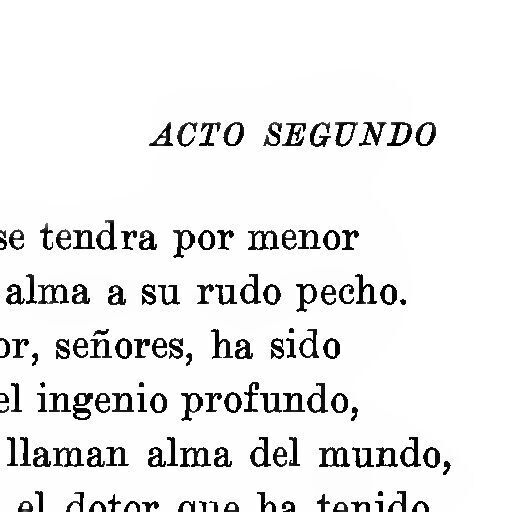 ACTO SEGUNDO
se tendra por menor
alma a su rudo pecho.
or, señores, ha sido
el ingenio profundo,
llaman alma del mundo,
el dotor que ha tenido